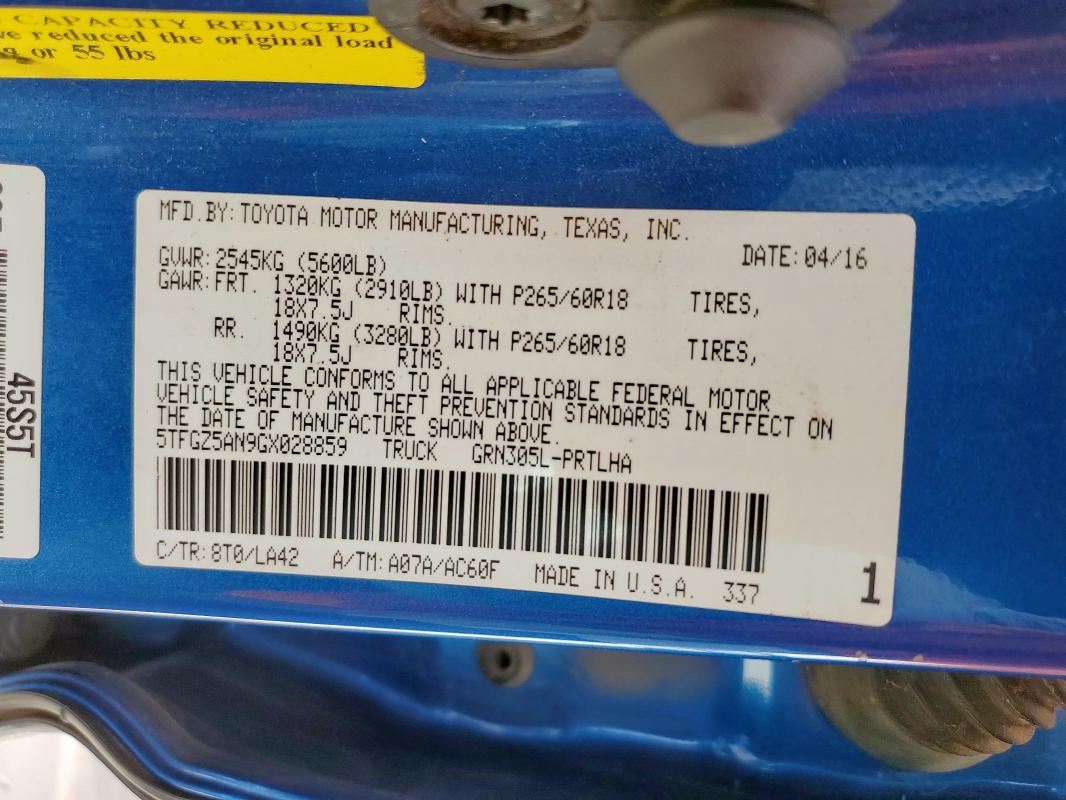 CAPACITY REDUCED
reduced the original load
or 55 lbs
45S5T
MFD.BY:TOYOTA MOTOR MANUFACTURING, TEXAS, INC.
DATE:04/16
GVWR:2545KG (5600LB)
GAWR:FRT. 1320KG (2910LB) WITH P265/60R18 TIRES,
18X7.5J RIMS.
RR. 1490KG (3280LB) WITH P265/60R18 TIRES,
18X7.5J RIMS.
THIS VEHICLE CONFORMS TO ALL APPLICABLE FEDERAL MOTOR
VEHICLE SAFETY AND THEFT PREVENTION STANDARDS IN EFFECT ON
THE DATE OF MANUFACTURE SHOWN ABOVE.
5TFGZ5AN9GX028859 TRUCK GRN305L-PRTLHA
C/TR:8T0/LA42 A/TM:A07A/AC60F MADE IN U.S.A. 337
1